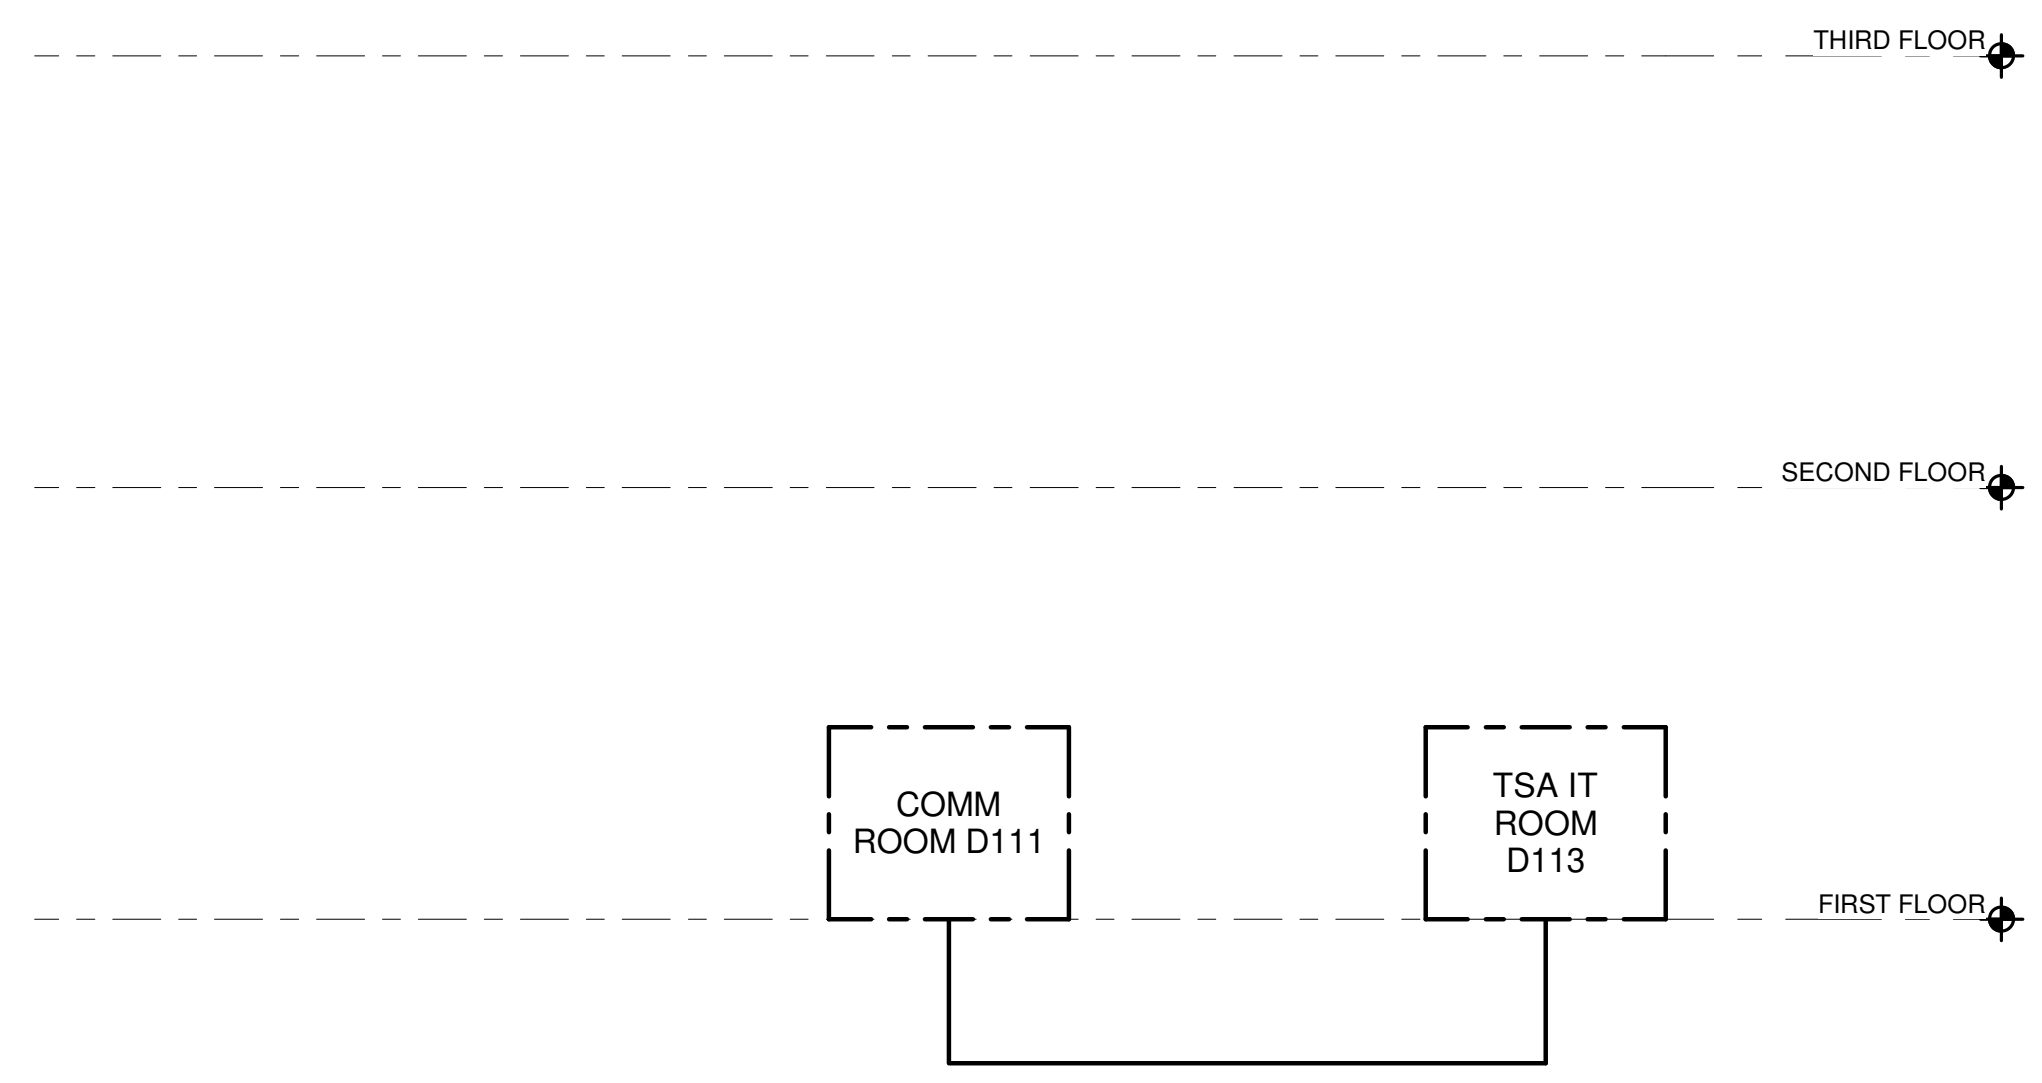 THIRD FLOOR
SECOND FLOOR
COMM
ROOM D111
TSA IT
ROOM
D113
FIRST FLOOR